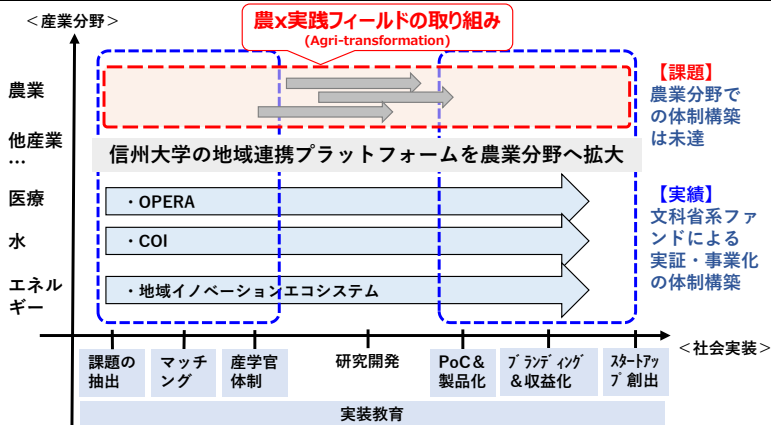 ＜産業分野＞
農x実践フィールドの取り組み
(Agri-transformation)
農業
【課題】
農業分野で
の体制構築
は未達
他産業
…
信州大学の地域連携プラットフォームを農業分野へ拡大
医療
・OPERA
水
・COI
エネル
ギー
・地域イノベーションエコシステム
【実績】
文科省系ファ
ンドによる
実証・事業化
の体制構築
＜社会実装＞
課題の
抽出
マッチ
ング
産学官
体制
研究開発
PoC＆
製品化
ﾌﾞﾗﾝﾃﾞｨﾝｸﾞ
＆収益化
ｽﾀｰﾄｱｯ
ﾌﾟ創出
実装教育